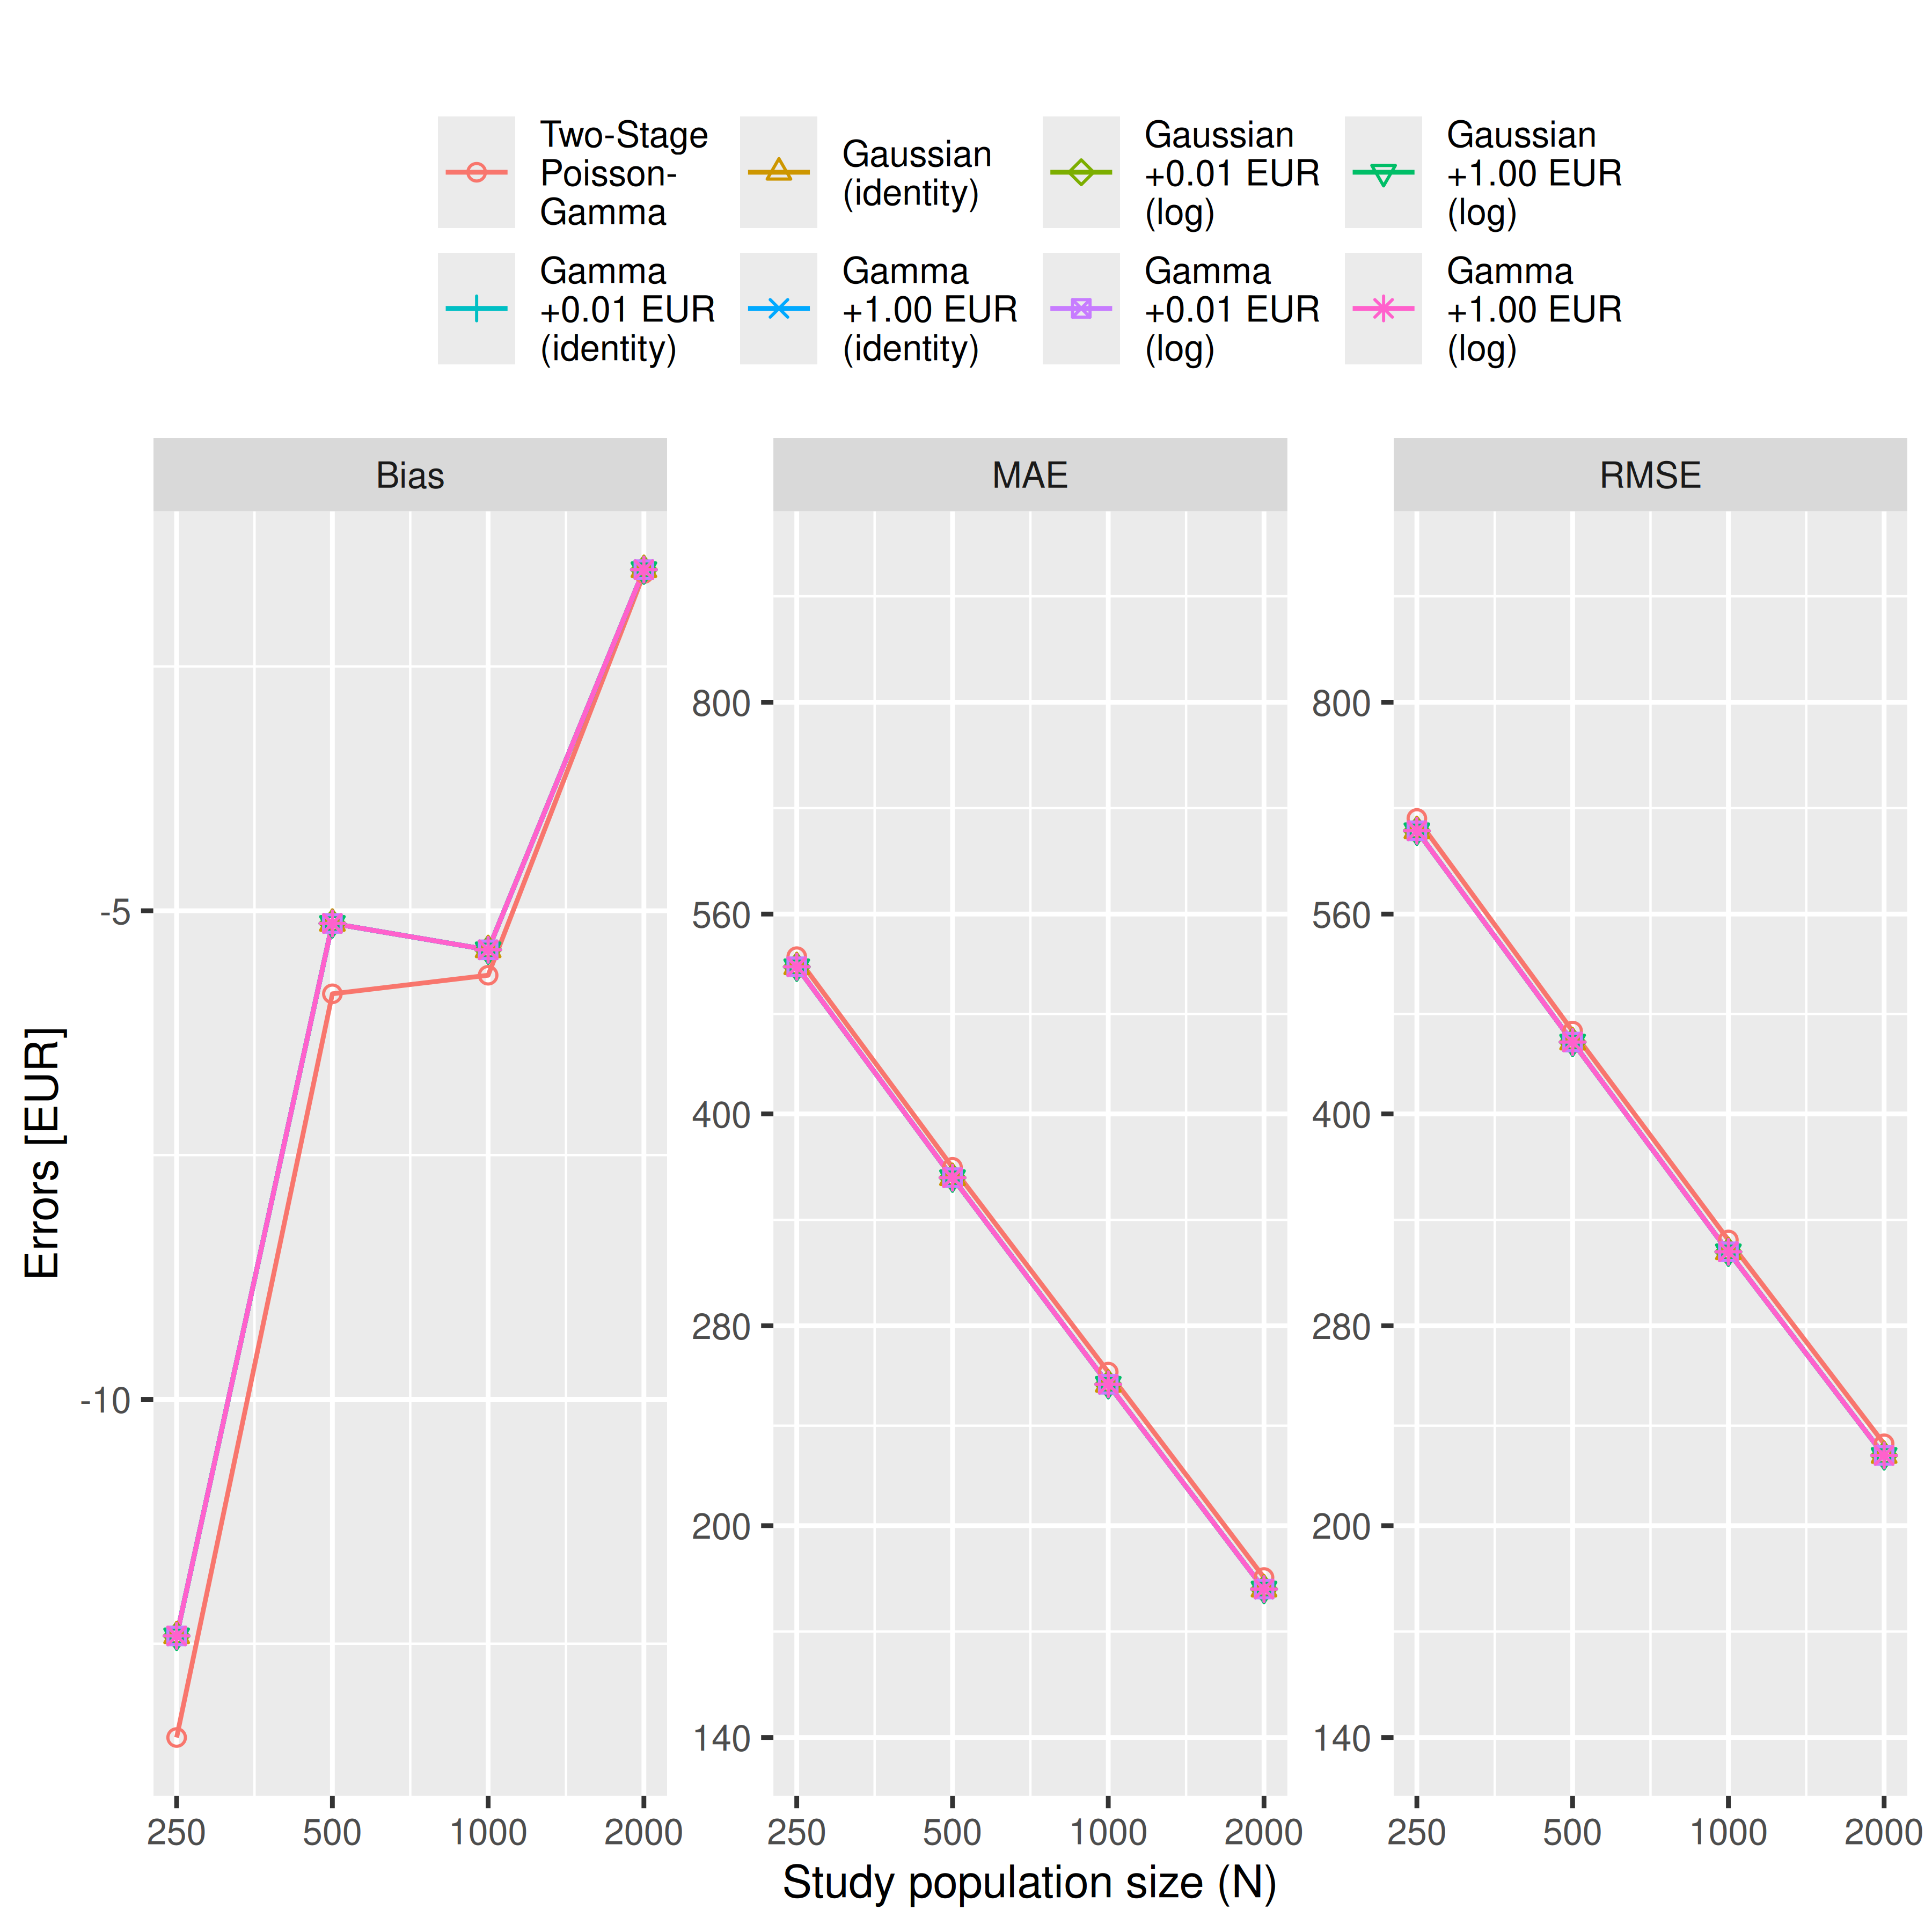 Two-Stage
Poisson-
Gamma
Gaussian
(identity)
Gaussian
+0.01 EUR
(log)
Gaussian
+1.00 EUR
(log)
Gamma
+0.01 EUR
(identity)
Gamma
+1.00 EUR
(identity)
Gamma
+0.01 EUR
(log)
Gamma
+1.00 EUR
(log)
Bias
MAE
RMSE
Errors [EUR]
-5
-10
800
560
400
280
200
140
800
560
400
280
200
140
250 500 1000 2000
250 500 1000 2000
250 500 1000 2000
Study population size (N)